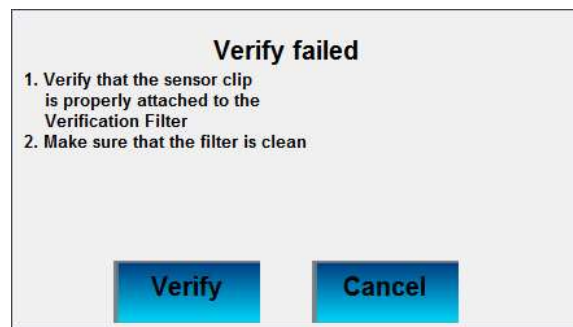 Verify failed
1. Verify that the sensor clip
is properly attached to the
Verification Filter
2. Make sure that the filter is clean
Verify Cancel